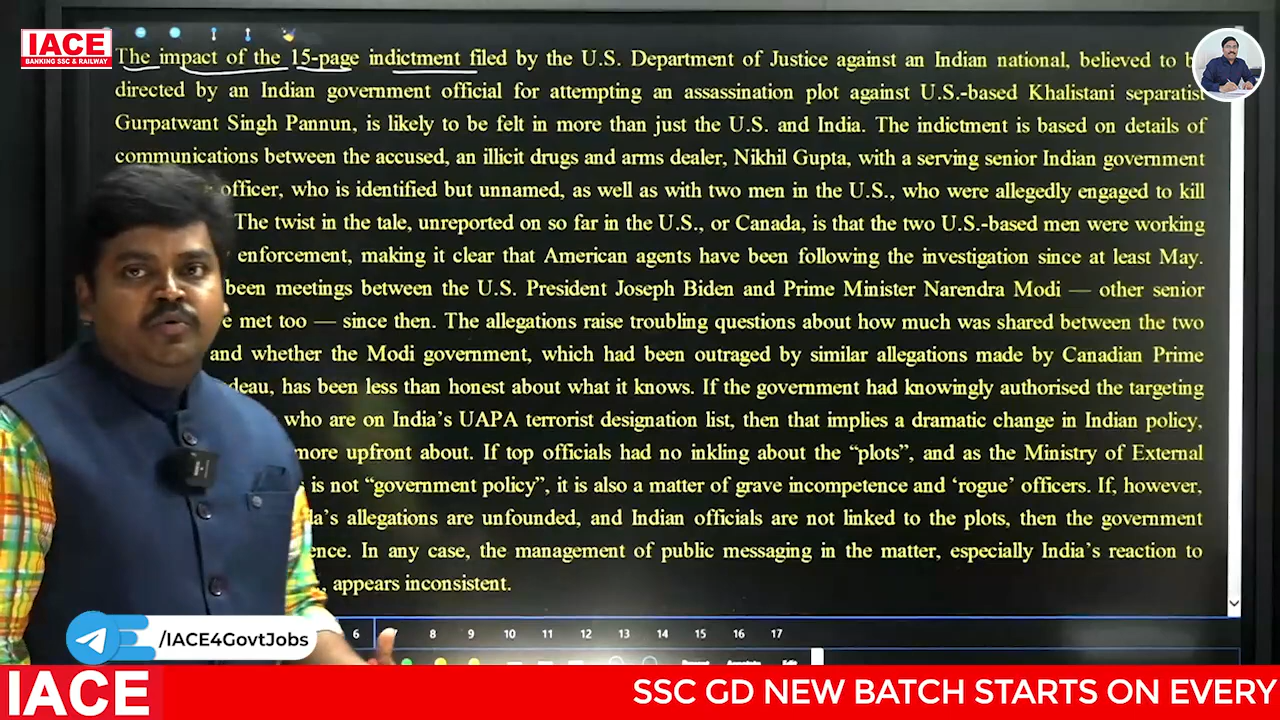 IACE
BANKING SSC & RAILWAY
The impact of the 15-page indictment filed by the U.S. Department of Justice against an Indian national, believed to
directed by an Indian government official for attempting an assassination plot against U.S.-based Khalistani separatist
Gurpatwant Singh Pannun, is likely to be felt in more than just the U.S. and India. The indictment is based on details of
communications between the accused, an illicit drugs and arms dealer, Nikhil Gupta, with a serving senior Indian government
officer, who is identified but unnamed, as well as with two men in the U.S., who were allegedly engaged to kill
The twist in the tale, unreported on so far in the U.S., or Canada, is that the two U.S.-based men were working
enforcement, making it clear that American agents have been following the investigation since at least May.
been meetings between the U.S. President Joseph Biden and Prime Minister Narendra Modi — other senior
met too — since then. The allegations raise troubling questions about how much was shared between the two
and whether the Modi government, which had been outraged by similar allegations made by Canadian Prime
deau, has been less than honest about what it knows. If the government had knowingly authorised the targeting
who are on India's UAPA terrorist designation list, then that implies a dramatic change in Indian policy,
more upfront about. If top officials had no inkling about the “plots”, and as the Ministry of External
is not “government policy”, it is also a matter of grave incompetence and ‘rogue’ officers. If, however,
da's allegations are unfounded, and Indian officials are not linked to the plots, then the government
ence. In any case, the management of public messaging in the matter, especially India's reaction to
, appears inconsistent.
6 7 8 9 10 11 12 13 14 15 16 17
/IACE4GovtJobs
IACE
SSC GD NEW BATCH STARTS ON EVERY